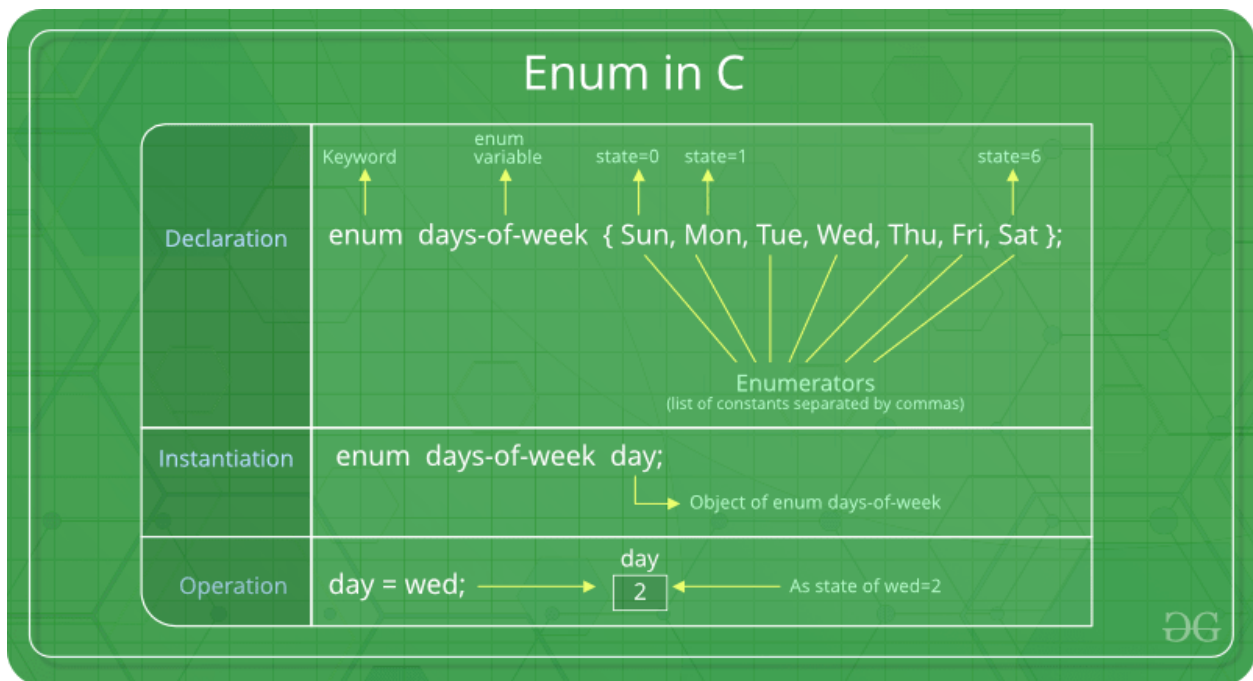 Enum in C
Keyword
enum
variable
state=0
state=1
state=6
Declaration
enum days-of-week { Sun, Mon, Tue, Wed, Thu, Fri, Sat };
Enumerators
(list of constants separated by commas)
Instantiation
enum days-of-week day;
Object of enum days-of-week
Operation
day = wed;
day
2
As state of wed=2